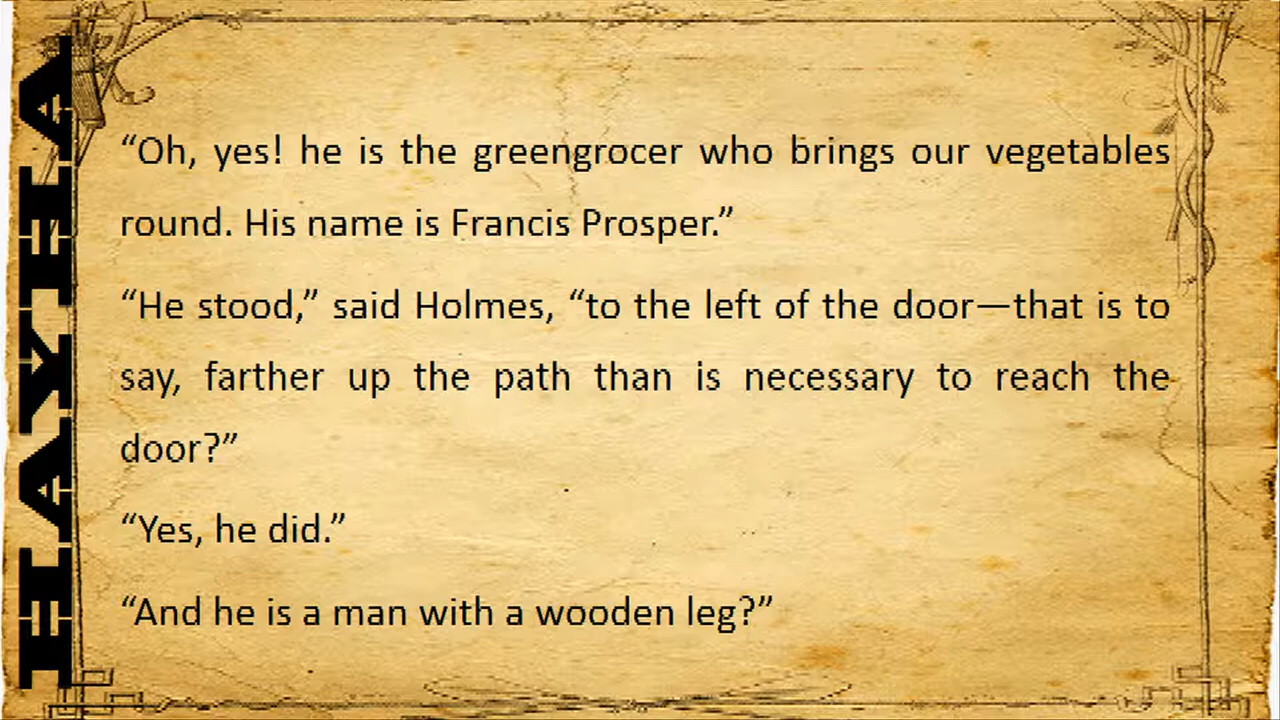 “Oh, yes! he is the greengrocer who brings our vegetables
round. His name is Francis Prosper.”
“He stood,” said Holmes, “to the left of the door—that is to
say, farther up the path than is necessary to reach the
door?”
“Yes, he did.”
“And he is a man with a wooden leg?”